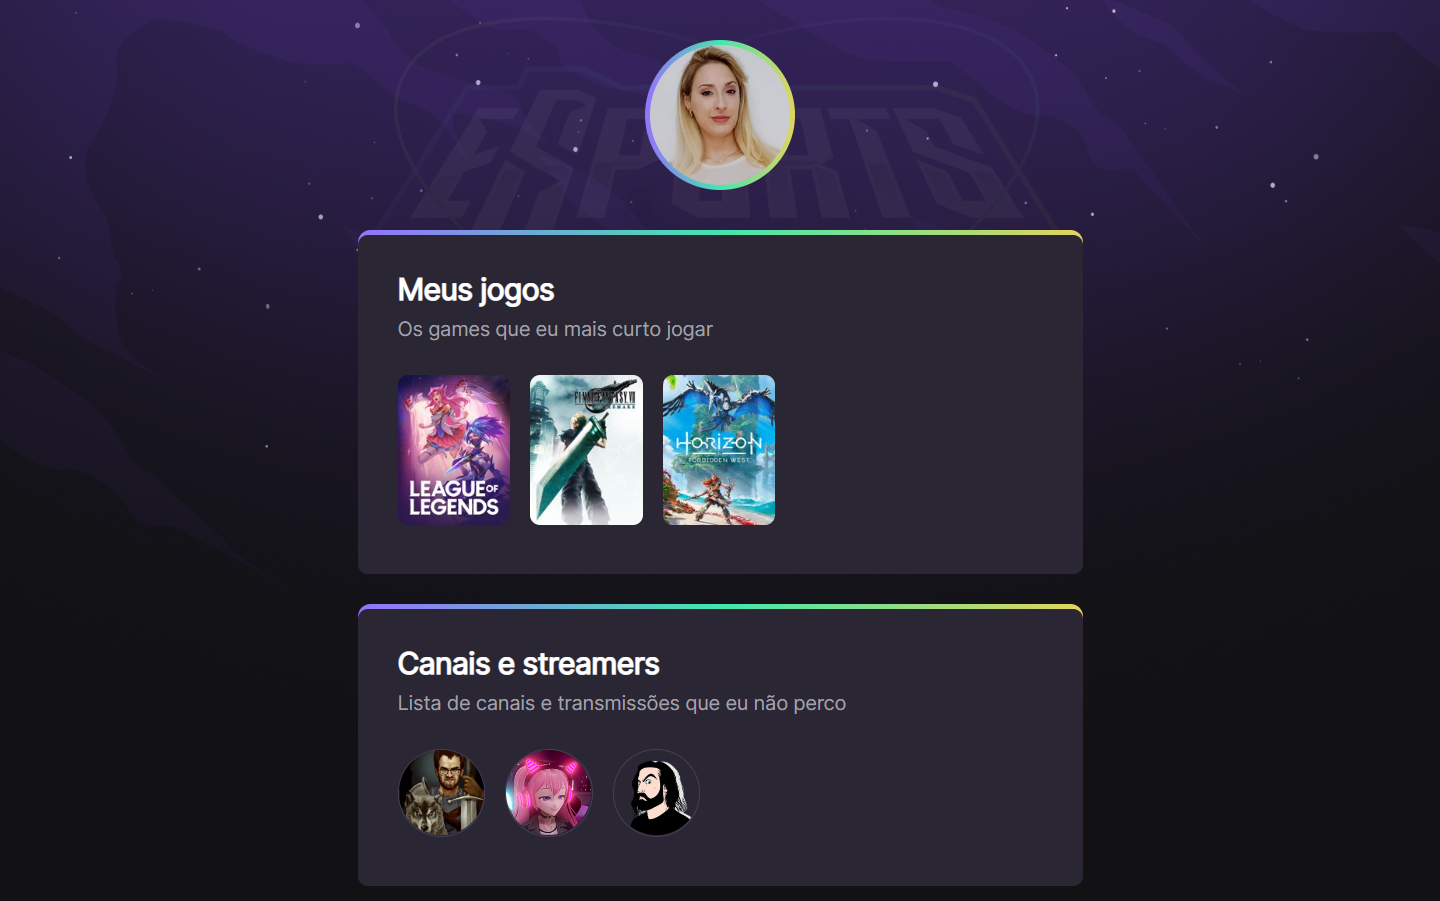 ESPORTS
Meus jogos
Os games que eu mais curto jogar
LEAGUE OF
LEGENDS
FINAL FANTASY VII
REMAKE
HORIZON
FORBIDDEN WEST
Canais e streamers
Lista de canais e transmissões que eu não perco